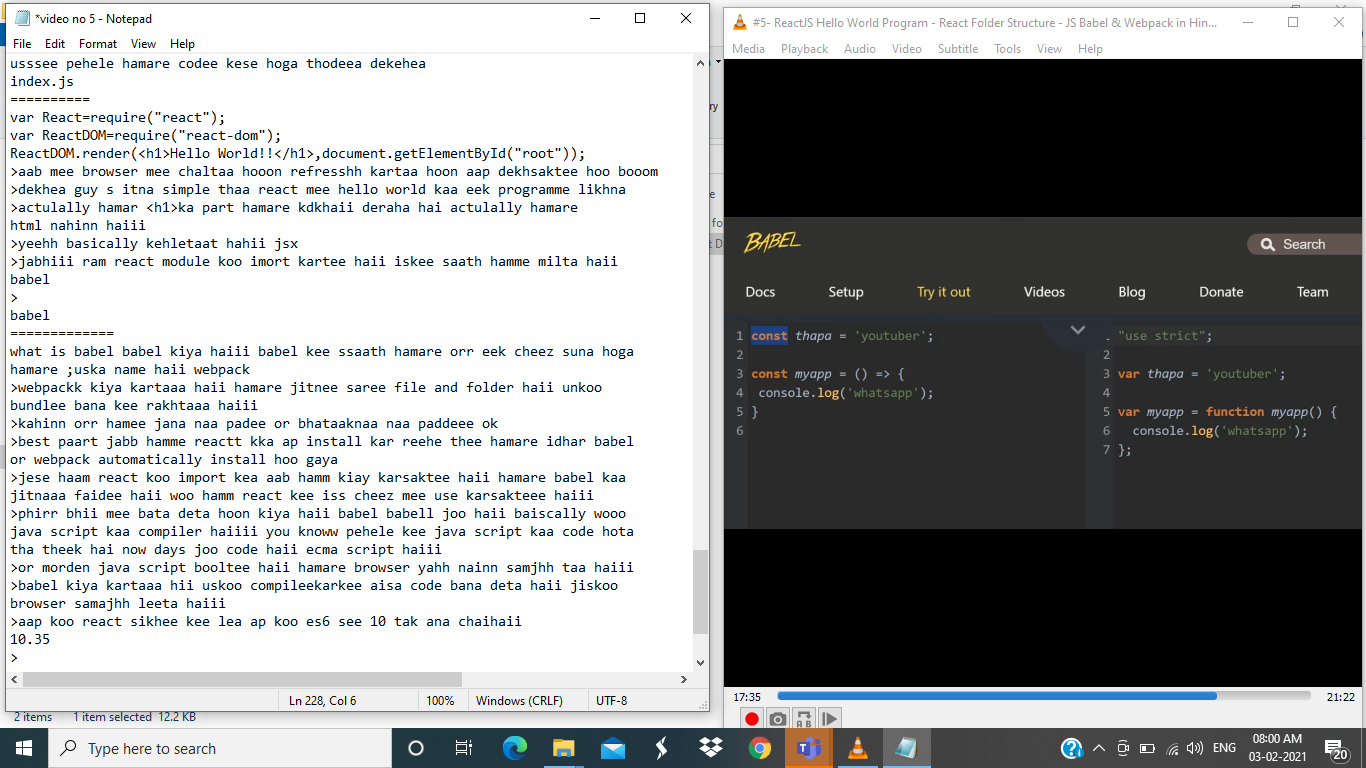 *video no 5 - Notepad
File Edit Format View Help
usssee pehele hamare codee kese hoga thodeea dekehea
index.js
==========
var React=require("react");
var ReactDOM=require("react-dom");
ReactDOM.render(<h1>Hello World!!</h1>,document.getElementById("root"));
>aab mee browser mee chaltaa hooon refresshh kartaa hoon aap dekhsaktee hoo booom
>dekhea guy s itna simple thaa react mee hello world kaa eek programme likhna
>actulally hamar <h1>ka part hamare kdkhaii deraha hai actulally hamare
html nahinn haiii
>yeehh basically kehletaat hahii jsx
>jabhiii ram react module koo imort kartee haii iskee saath hamme milta haii
babel
>
babel
=============
what is babel babel kiya haiii babel kee ssaath hamare orr eek cheez suna hoga
hamare ;uska name haii webpack
>webpackk kiya kartaaa haii hamare jitnee saree file and folder haii unkoo
bundlee bana kee rakhtaaa haiii
>kahinn orr hamee jana naa padee or bhataaknaa naa paddeee ok
>best paart jabb hamme reactt kka ap install kar reehe thee hamare idhar babel
or webpack automatically install hoo gaya
>jese haam react koo import kea aab hamm kiay karsaktee haii hamare babel kaa
jitnaaa faidee haii woo hamm react kee iss cheez mee use karsakteee haiii
>phirr bhii mee bata deta hoon kiya haii babel babell joo haii baiscally wooo
java script kaa compiler haiiii you knoww pehele kee java script kaa code hota
tha theek hai now days joo code haii ecma script haiii
>or morden java script booltee haii hamare browser yahh nainn samjhh taa haiii
>babel kiya kartaaa hii uskoo compileekarkee aisa code bana deta haii jiskoo
browser samajhh leeta haiii
>aap koo react sikhee kee lea ap koo es6 see 10 tak ana chaihaii
10.35
>
Ln 228, Col 6 100% Windows (CRLF) UTF-8
2 items 1 item selected 12.2 KB
#5- ReactJS Hello World Program - React Folder Structure - JS Babel & Webpack in Hin...
Media Playback Audio Video Subtitle Tools View Help
ry
e
fo
t D
BABEL
Search
Docs Setup Try it out Videos Blog Donate Team
1 const thapa = 'youtuber';
2
3 const myapp = () => {
4 console.log('whatsapp');
5 }
6
"use strict";
2
3 var thapa = 'youtuber';
4
5 var myapp = function myapp() {
6 console.log('whatsapp');
7 };
17:35 21:22
AB
Type here to search
ENG
08:00 AM
03-02-2021
20